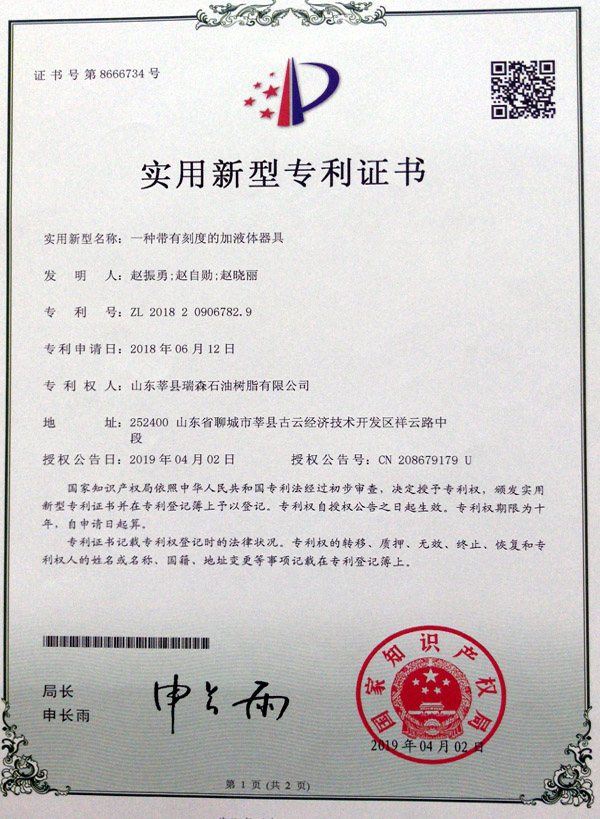 证书号第8666734号
实用新型专利证书
实用新型名称：一种带有刻度的加液体器具
发明人：赵振勇;赵自勋;赵晓丽
专利号：ZL 2018 2 0906782.9
专利申请日：2018年06月12日
专利权人：山东莘县瑞森石油树脂有限公司
地址：252400 山东省聊城市莘县古云经济技术开发区祥云路中
段
授权公告日：2019年04月02日 授权公告号：CN 208679179 U
国家知识产权局依照中华人民共和国专利法经过初步审查，决定授予专利权，颁发实用
新型专利证书并在专利登记簿上予以登记。专利权自授权公告之日起生效。专利权期限为十
年，自申请日起算。
专利证书记载专利权登记时的法律状况。专利权的转移、质押、无效、终止、恢复和专
利权人的姓名或名称、国籍、地址变更等事项记载在专利登记簿上。
局长
申长雨
申长雨
国家知识产权局
2019年04月02日
第 1 页 (共 2 页)